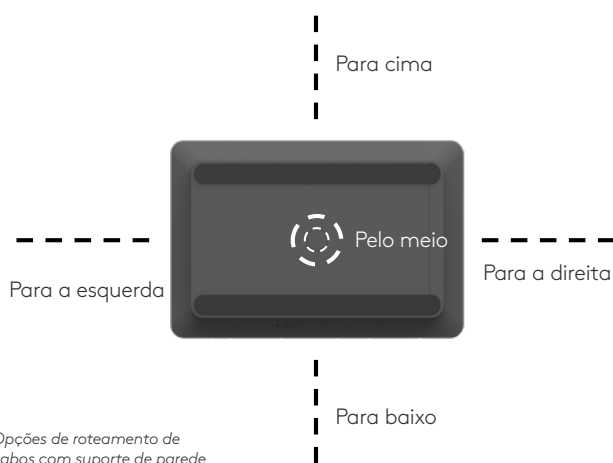 Para cima
Pelo meio
Para a direita
Para a esquerda
Para baixo
Opções de roteamento de
cabos com suporte de parede